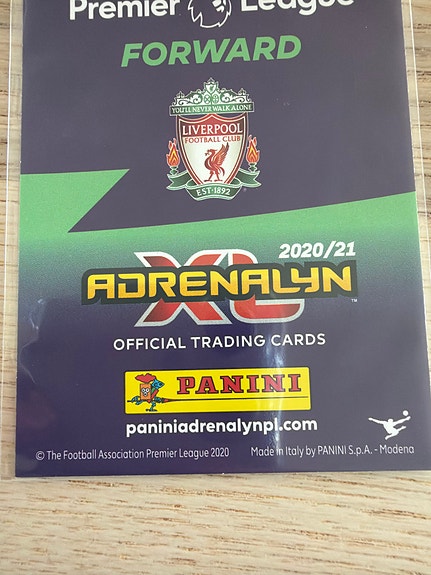 Premier League
FORWARD
YOU'LL NEVER WALK ALONE
LIVERPOOL
FOOTBALL CLUB
EST·1892
2020/21
ADRENALYN
XL
™
OFFICIAL TRADING CARDS
PANINI
paniniadrenalynpl.com
© The Football Association Premier League 2020
Made in Italy by PANINI S.p.A. - Modena